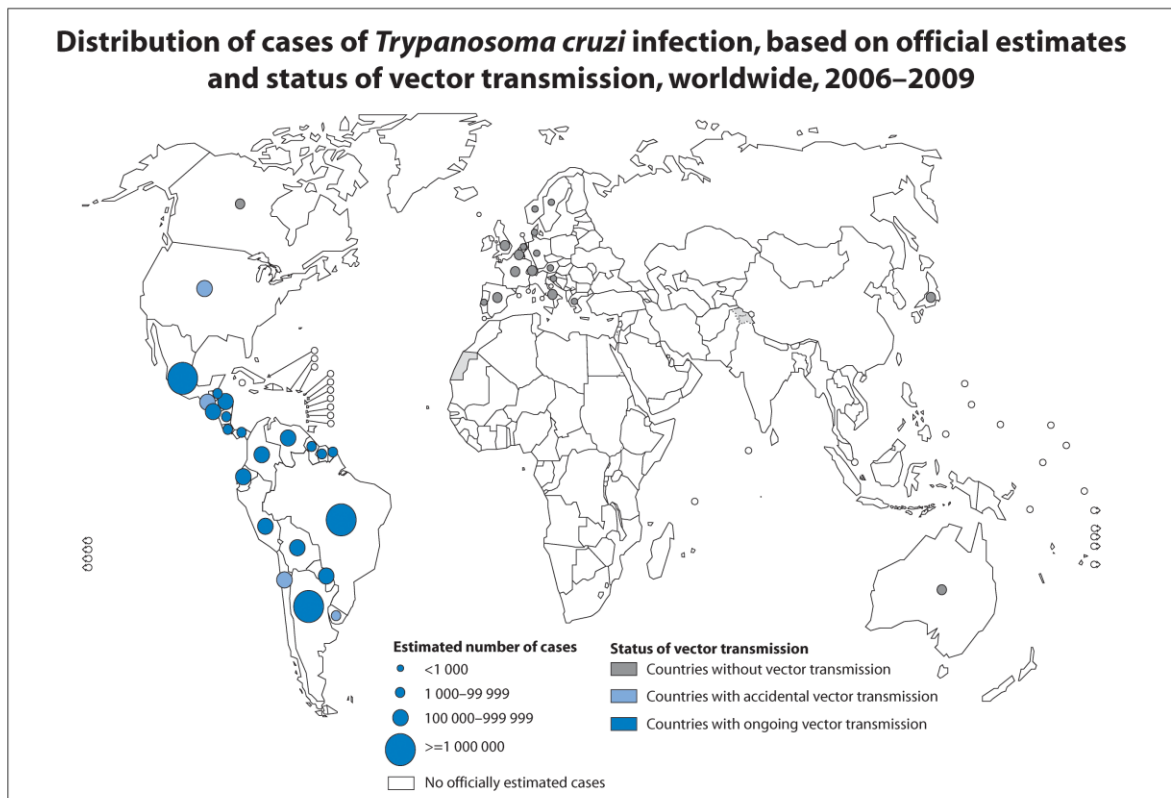 Distribution of cases of Trypanosoma cruzi infection, based on official estimates
and status of vector transmission, worldwide, 2006–2009
Estimated number of cases
<1 000
1 000–99 999
100 000–999 999
>=1 000 000
No officially estimated cases
Status of vector transmission
Countries without vector transmission
Countries with accidental vector transmission
Countries with ongoing vector transmission